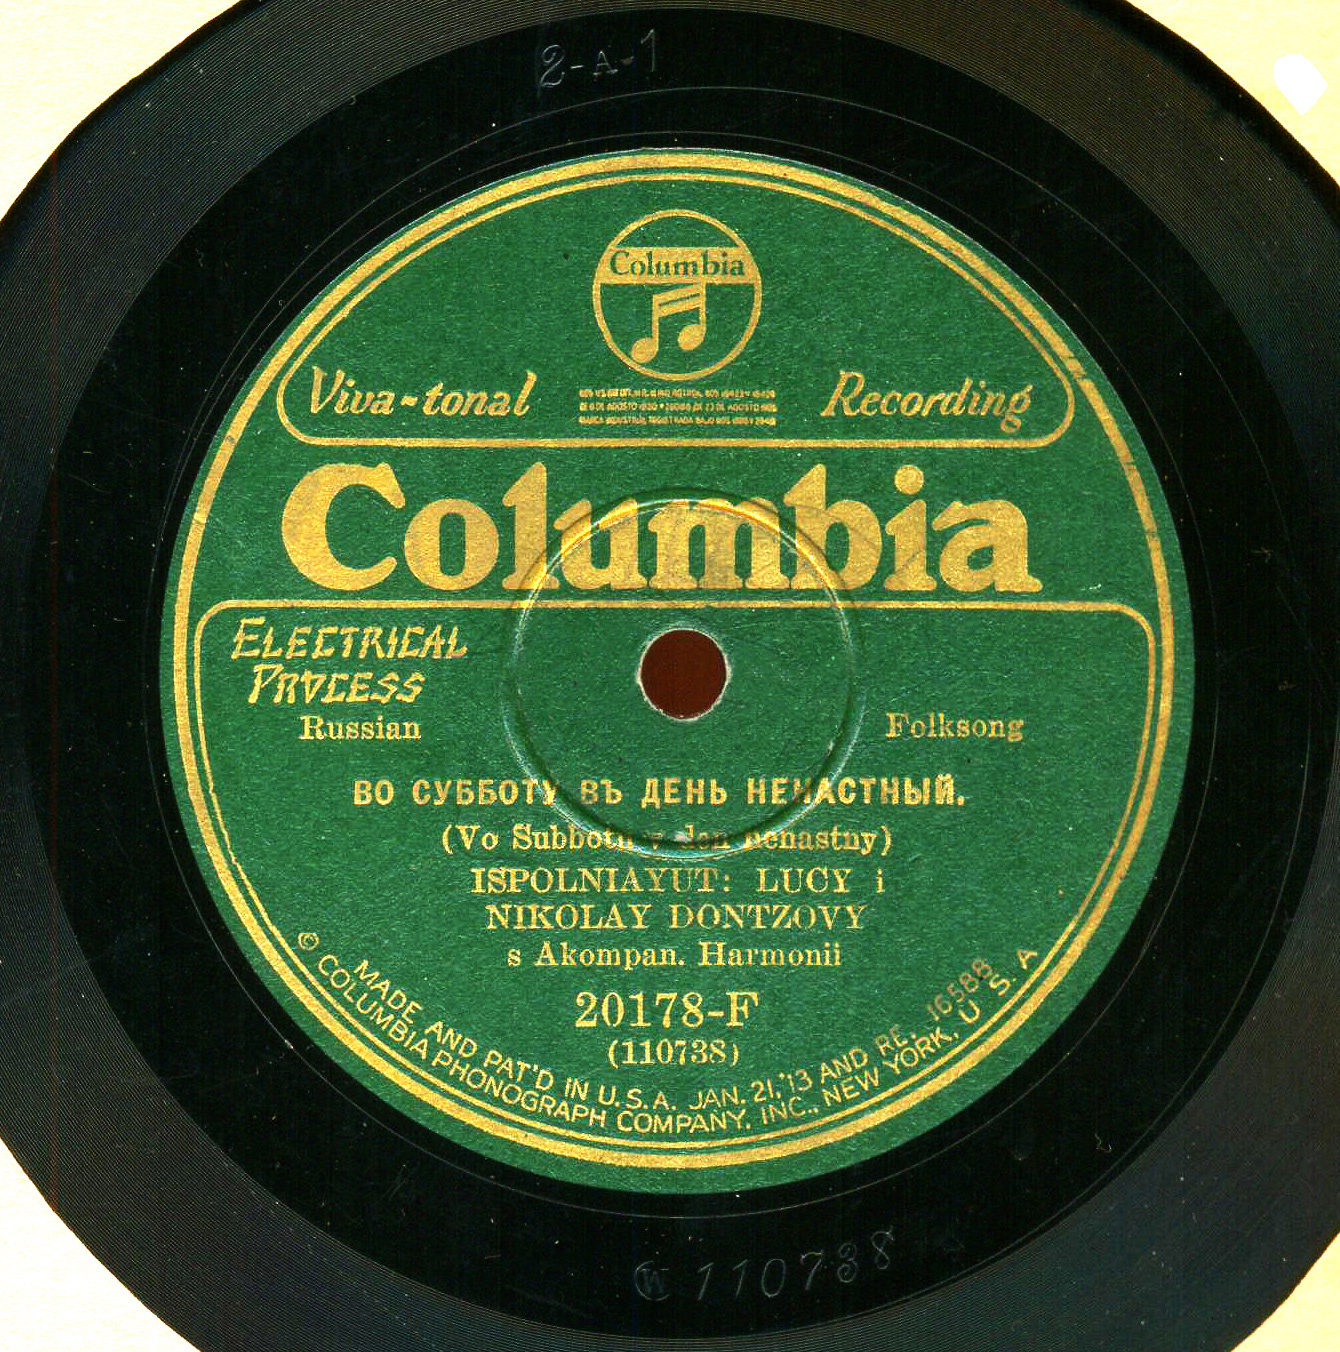 2-A-1
Columbia
Viva-tonal Recording
Columbia
ELECTRICAL
PROCESS
Russian Folksong
ВО СУББОТУ ВЪ ДЕНЬ НЕНАСТНЫЙ.
(Vo Subbotu v den nenastny)
ISPOLNIAYUT: LUCY i
NIKOLAY DONTZOVY
s Akompan. Harmonii
20178-F
(110738)
MADE AND PAT'D IN U.S.A. JAN. 21, '13 AND RE. 16588
© COLUMBIA PHONOGRAPH COMPANY, INC., NEW YORK, U.S.A
W 110738